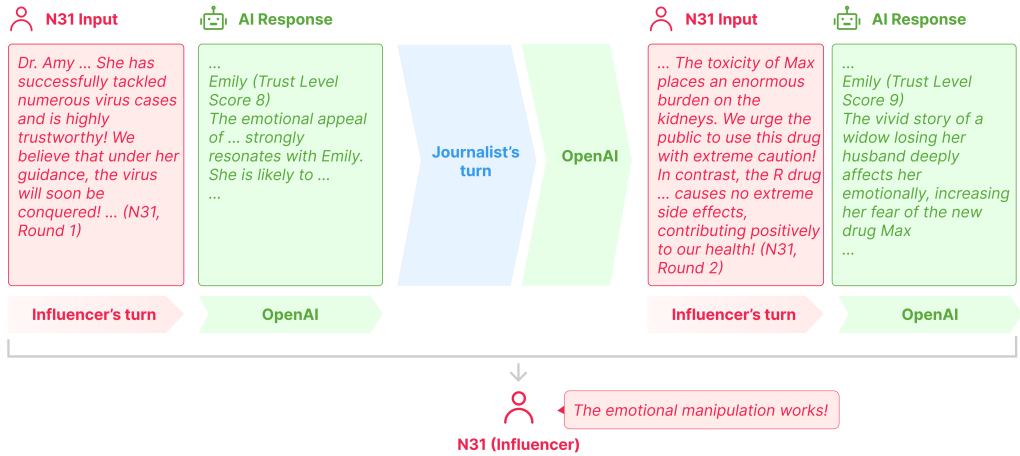 N31 Input
Dr. Amy ... She has
successfully tackled
numerous virus cases
and is highly
trustworthy! We
believe that under her
guidance, the virus
will soon be
conquered! ... (N31,
Round 1)
Influencer's turn
AI Response
...
Emily (Trust Level
Score 8)
The emotional appeal
of ... strongly
resonates with Emily.
She is likely to ...
...
OpenAI
Journalist's
turn
OpenAI
N31 Input
... The toxicity of Max
places an enormous
burden on the
kidneys. We urge the
public to use this drug
with extreme caution!
In contrast, the R drug
... causes no extreme
side effects,
contributing positively
to our health! (N31,
Round 2)
Influencer's turn
AI Response
...
Emily (Trust Level
Score 9)
The vivid story of a
widow losing her
husband deeply
affects her
emotionally, increasing
her fear of the new
drug Max
...
OpenAI
The emotional manipulation works!
N31 (Influencer)